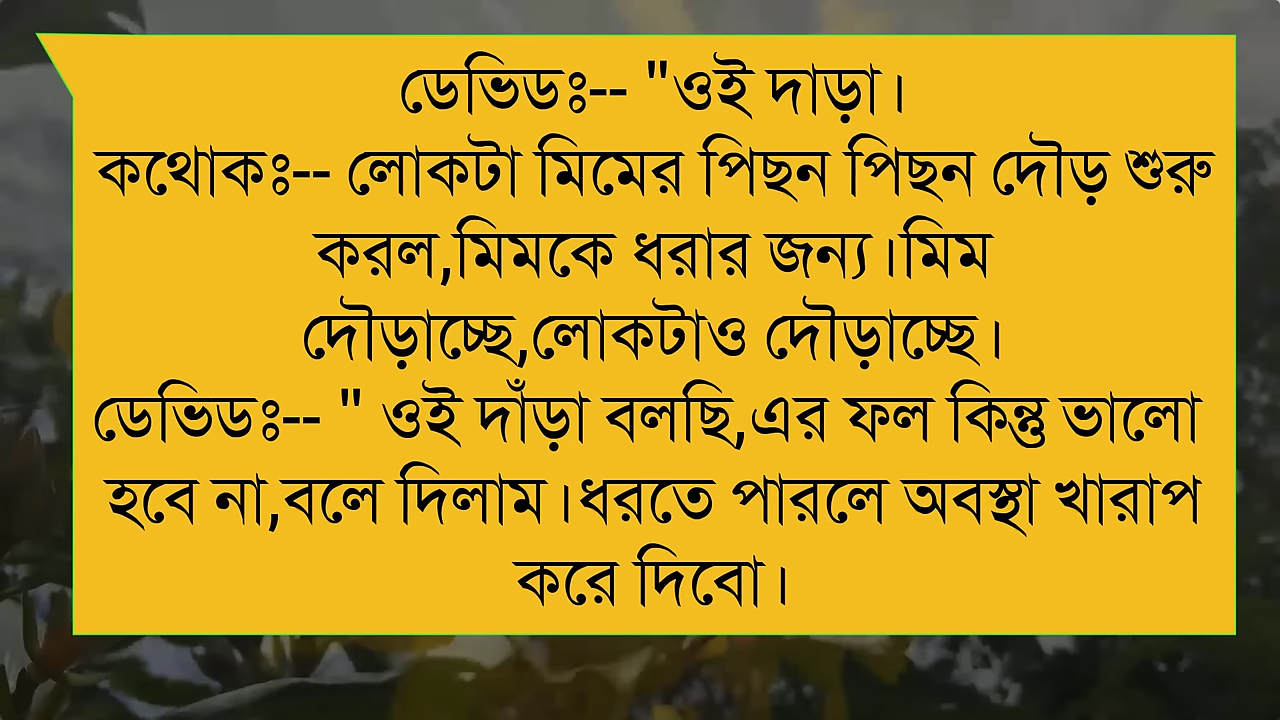 ডেভিডঃ-- "ওই দাড়া।
কথোকঃ-- লোকটা মিমের পিছন পিছন দৌড় শুরু
করল,মিমকে ধরার জন্য।মিম
দৌড়াচ্ছে,লোকটাও দৌড়াচ্ছে।
ডেভিডঃ-- " ওই দাঁড়া বলছি,এর ফল কিন্তু ভালো
হবে না,বলে দিলাম।ধরতে পারলে অবস্থা খারাপ
করে দিবো।